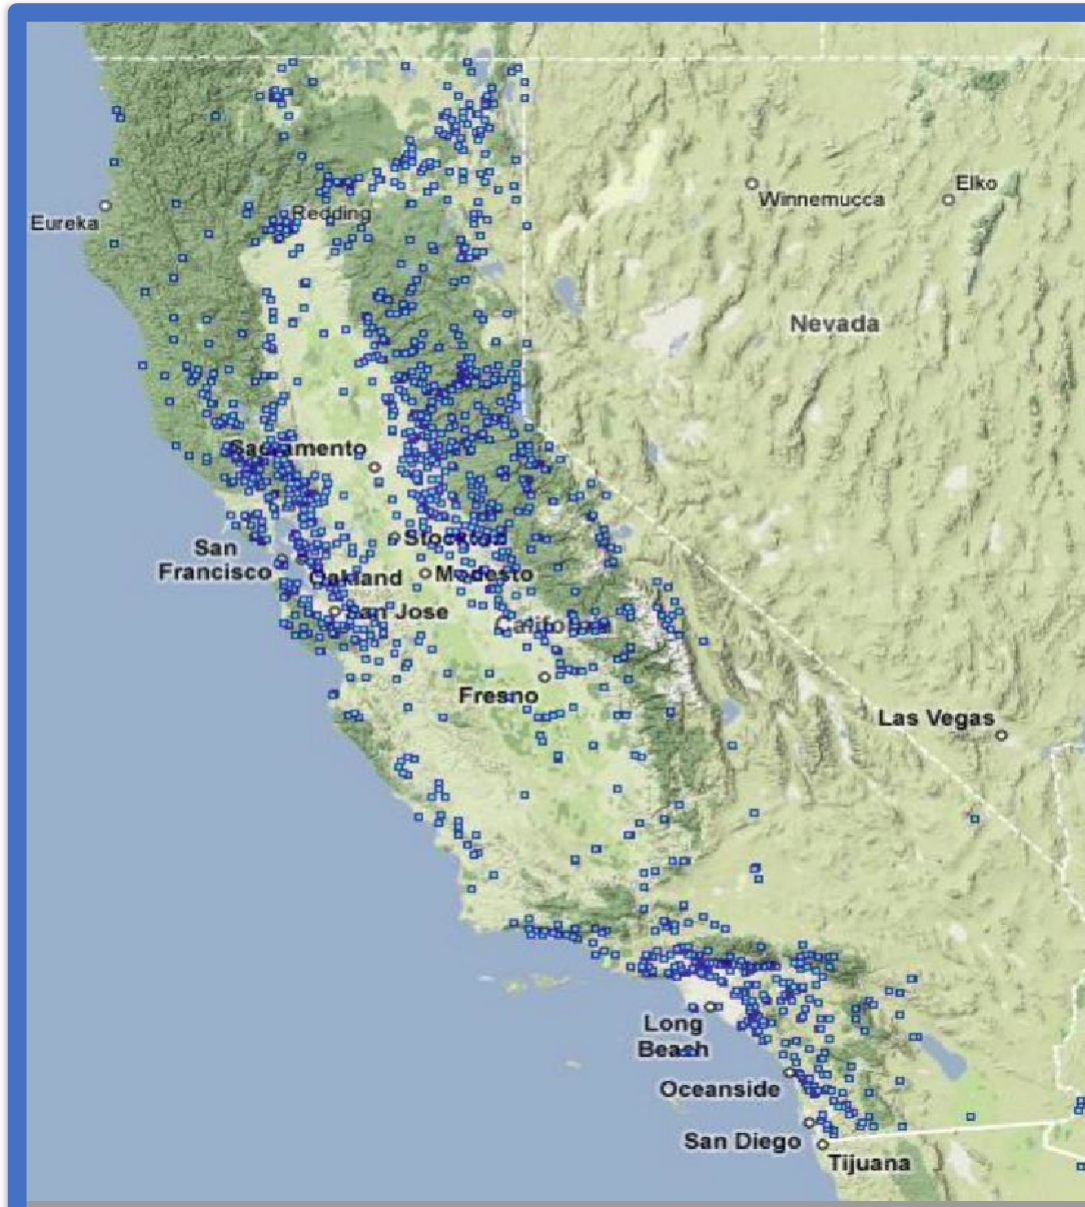 Eureka
Redding
Winnemucca
Elko
Nevada
Sacramento
Stockton
San
Francisco
Oakland
Modesto
San Jose
California
Fresno
Las Vegas
Long
Beach
Oceanside
San Diego
Tijuana